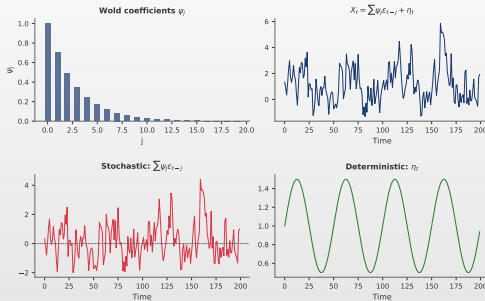 Wold coefficients ψⱼ
1.0
0.8
0.6
0.4
0.2
0.0
ψⱼ
0.0 2.5 5.0 7.5 10.0 12.5 15.0 17.5 20.0
j
Xₜ = ∑ψⱼεₜ₋ⱼ + ηₜ
6
4
2
0
0 25 50 75 100 125 150 175 200
Time
Stochastic: ∑ψⱼεₜ₋ⱼ
4
2
0
−2
0 25 50 75 100 125 150 175 200
Time
Deterministic: ηₜ
1.4
1.2
1.0
0.8
0.6
0 25 50 75 100 125 150 175 200
Time